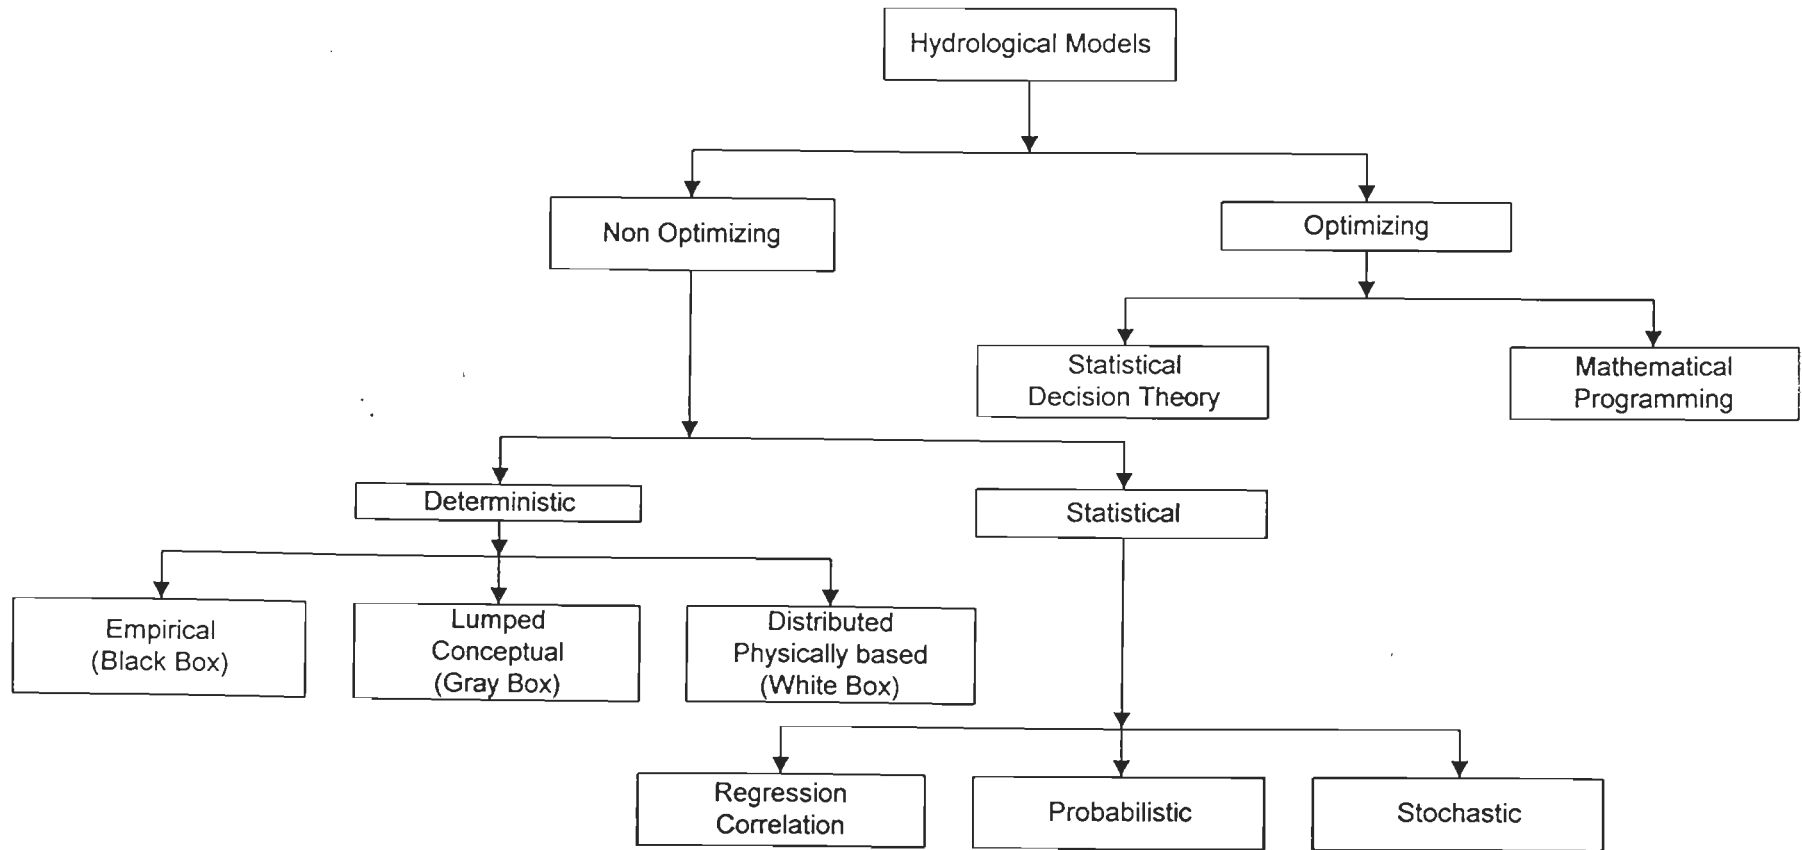 Hydrological Models
Non Optimizing
Optimizing
Statistical
Decision Theory
Mathematical
Programming
Deterministic
Statistical
Empirical
(Black Box)
Lumped
Conceptual
(Gray Box)
Distributed
Physically based
(White Box)
Regression
Correlation
Probabilistic
Stochastic